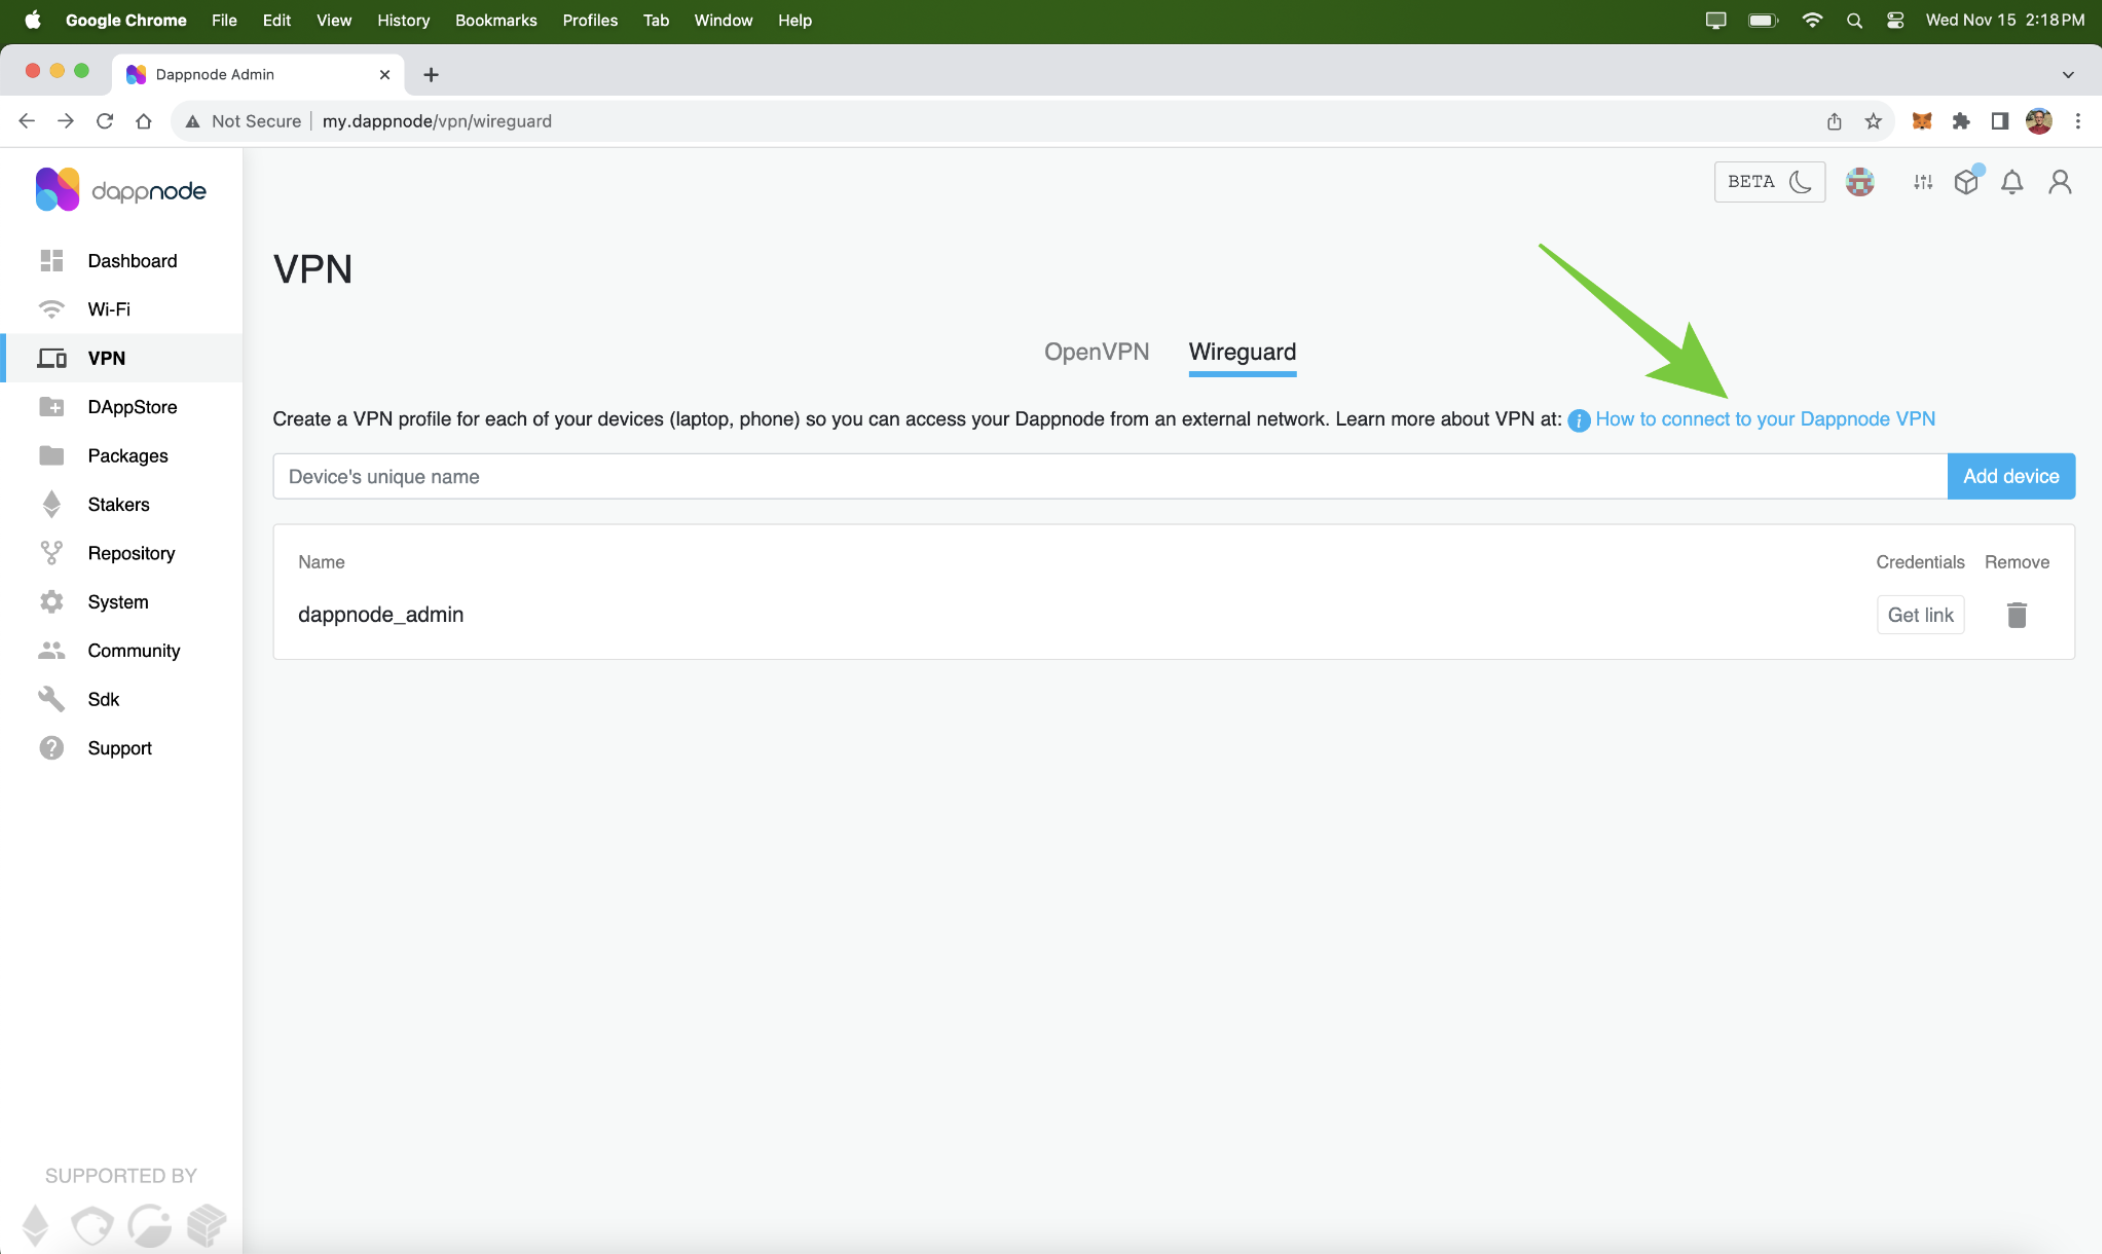 Google Chrome File Edit View History Bookmarks Profiles Tab Window Help Wed Nov 15 2:18 PM
Dappnode Admin
Not Secure my.dappnode/vpn/wireguard
dappnode
BETA
Dashboard
Wi-Fi
VPN
DAppStore
Packages
Stakers
Repository
System
Community
Sdk
Support
SUPPORTED BY
VPN
OpenVPN Wireguard
Create a VPN profile for each of your devices (laptop, phone) so you can access your Dappnode from an external network. Learn more about VPN at: i How to connect to your Dappnode VPN
Device's unique name Add device
Name Credentials Remove
dappnode_admin Get link